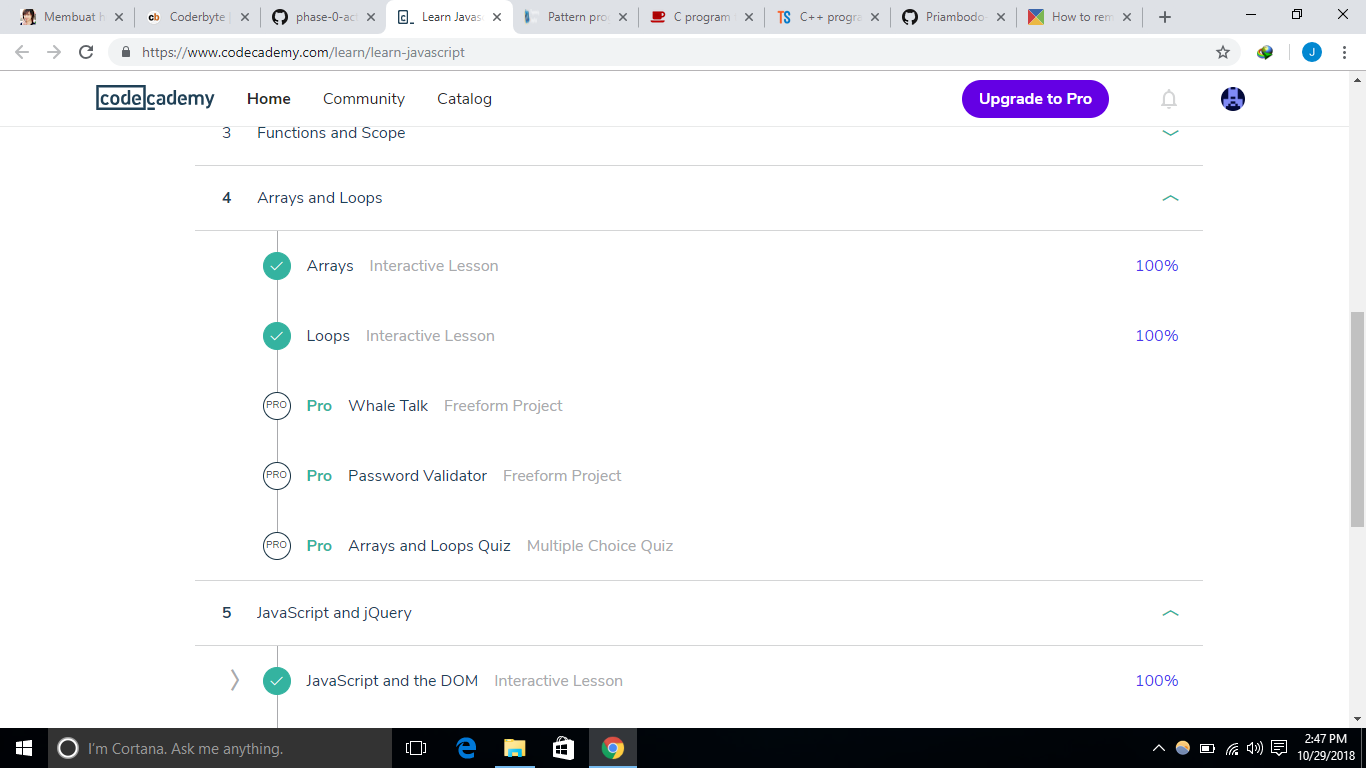 Membuat h
Coderbyte
phase-0-ac
Learn Javas
Pattern pro
C program
C++ progra
Priambodo
How to rem
https://www.codecademy.com/learn/learn-javascript
J
codecademy
Home
Community
Catalog
Upgrade to Pro
3 Functions and Scope
4 Arrays and Loops
Arrays Interactive Lesson 100%
Loops Interactive Lesson 100%
PRO Pro Whale Talk Freeform Project
PRO Pro Password Validator Freeform Project
PRO Pro Arrays and Loops Quiz Multiple Choice Quiz
5 JavaScript and jQuery
JavaScript and the DOM Interactive Lesson 100%
I'm Cortana. Ask me anything.
2:47 PM
10/29/2018